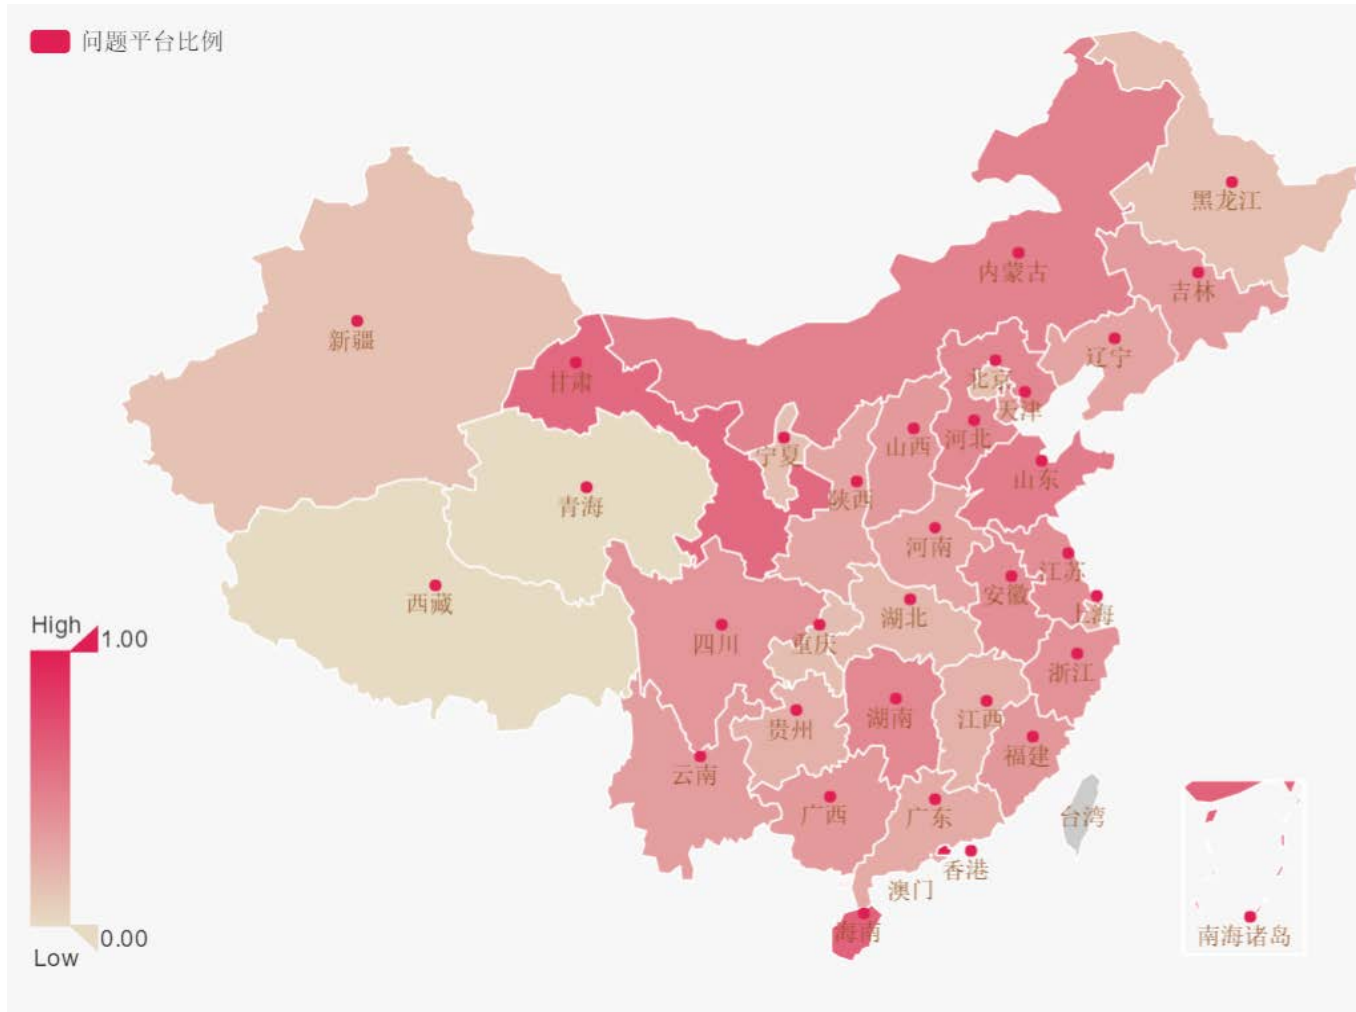 问题平台比例
黑龙江
内蒙古
吉林
新疆
辽宁
北京
甘肃
天津
河北
山西
宁夏
山东
陕西
青海
河南
江苏
安徽
西藏
上海
湖北
High
1.00
四川
重庆
浙江
湖南
江西
贵州
福建
云南
广西
广东
台湾
香港
澳门
海南
南海诸岛
0.00
Low